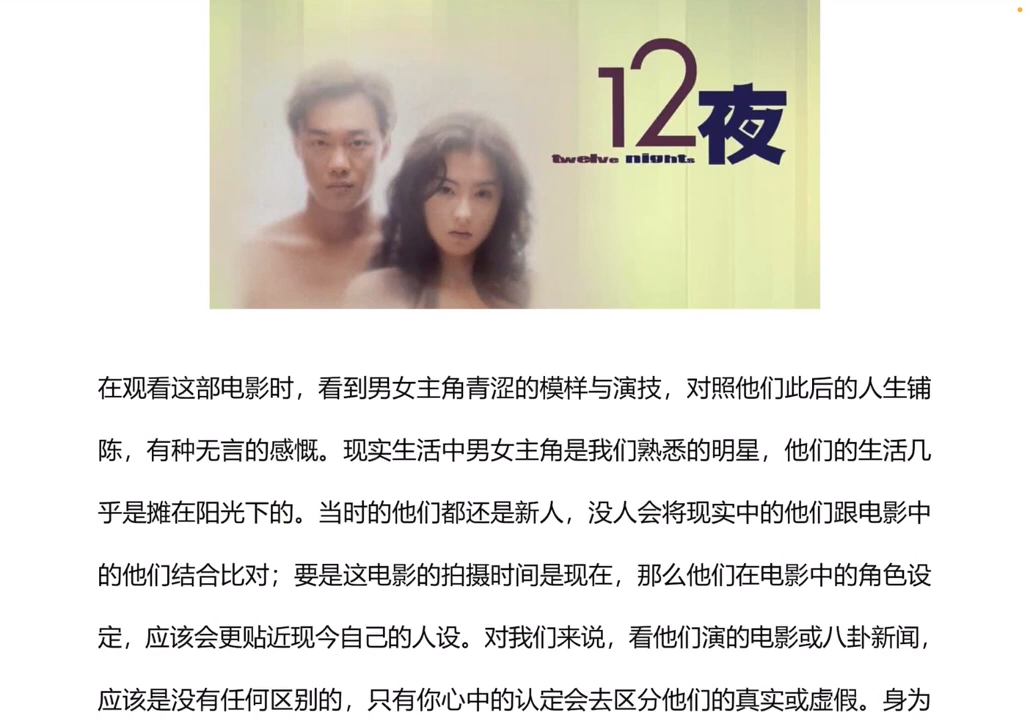 12夜
twelve nights
在观看这部电影时，看到男女主角青涩的模样与演技，对照他们此后的人生铺
陈，有种无言的感慨。现实生活中男女主角是我们熟悉的明星，他们的生活几
乎是摊在阳光下的。当时的他们都还是新人，没人会将现实中的他们跟电影中
的他们结合比对；要是这电影的拍摄时间是现在，那么他们在电影中的角色设
定，应该会更贴近现今自己的人设。对我们来说，看他们演的电影或八卦新闻，
应该是没有任何区别的，只有你心中的认定会去区分他们的真实或虚假。身为